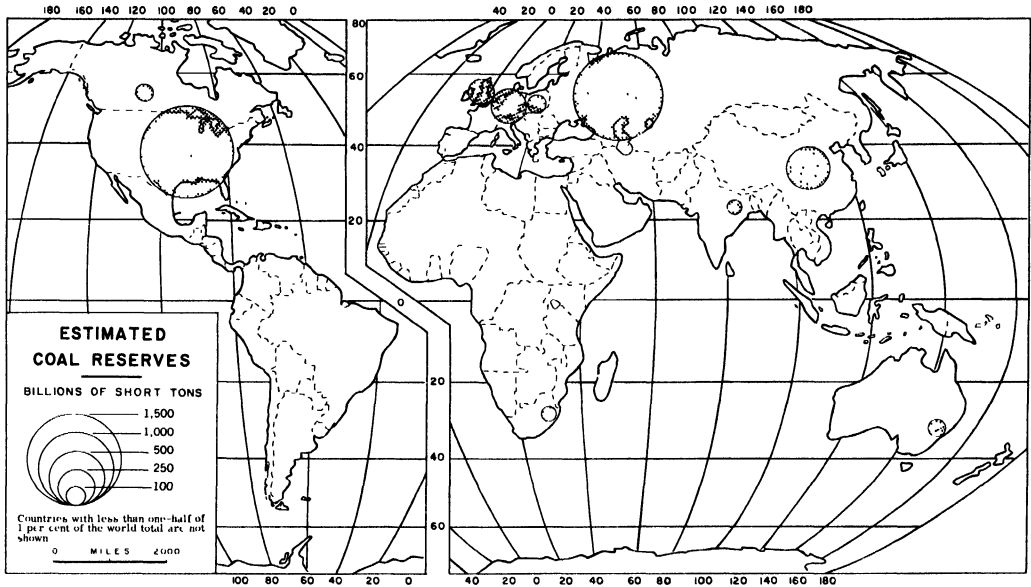 180 160 140 120 100 80 60 40 20 0
80
40 20 0 20 40 60 80 100 120 140 160 180
60
40
20
0
20
40
60
ESTIMATED
COAL RESERVES
BILLIONS OF SHORT TONS
1,500
1,000
500
250
100
Countries with less than one-half of
1 per cent of the world total are not
shown
0 MILES 2000
100 80 60 40 20 0
40 20 0 20 40 60 80 100 120 140 160 180